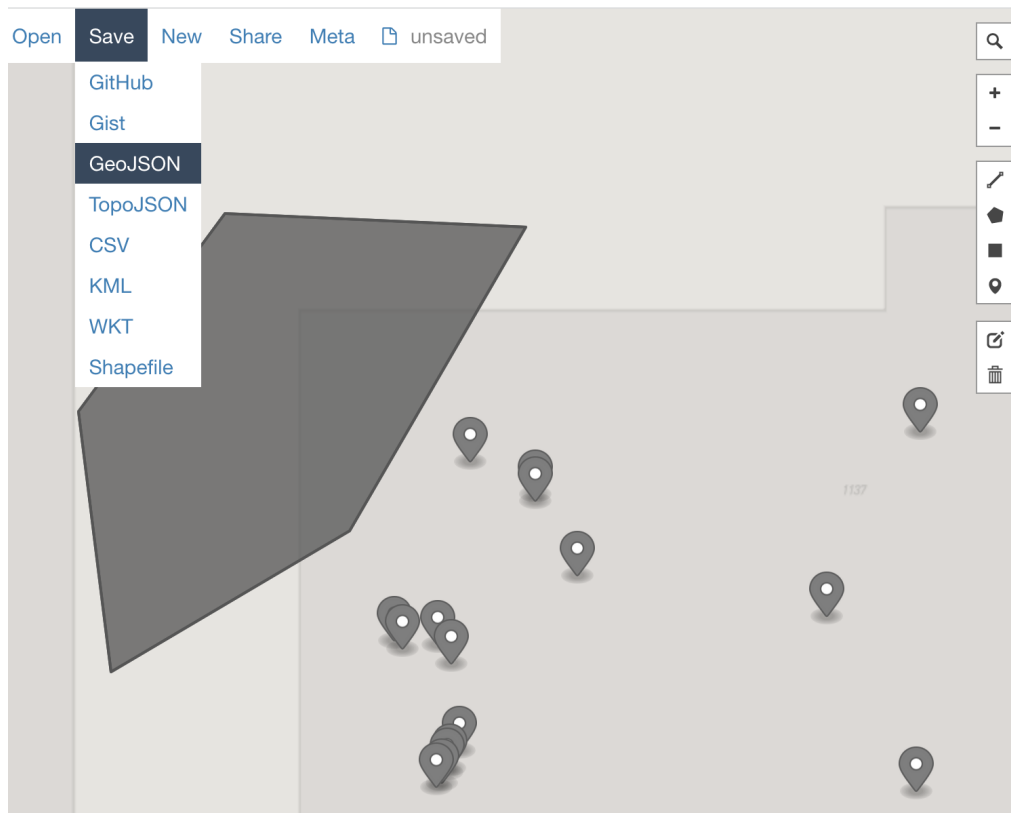 Open Save New Share Meta unsaved
GitHub
Gist
GeoJSON
TopoJSON
CSV
KML
WKT
Shapefile
1137